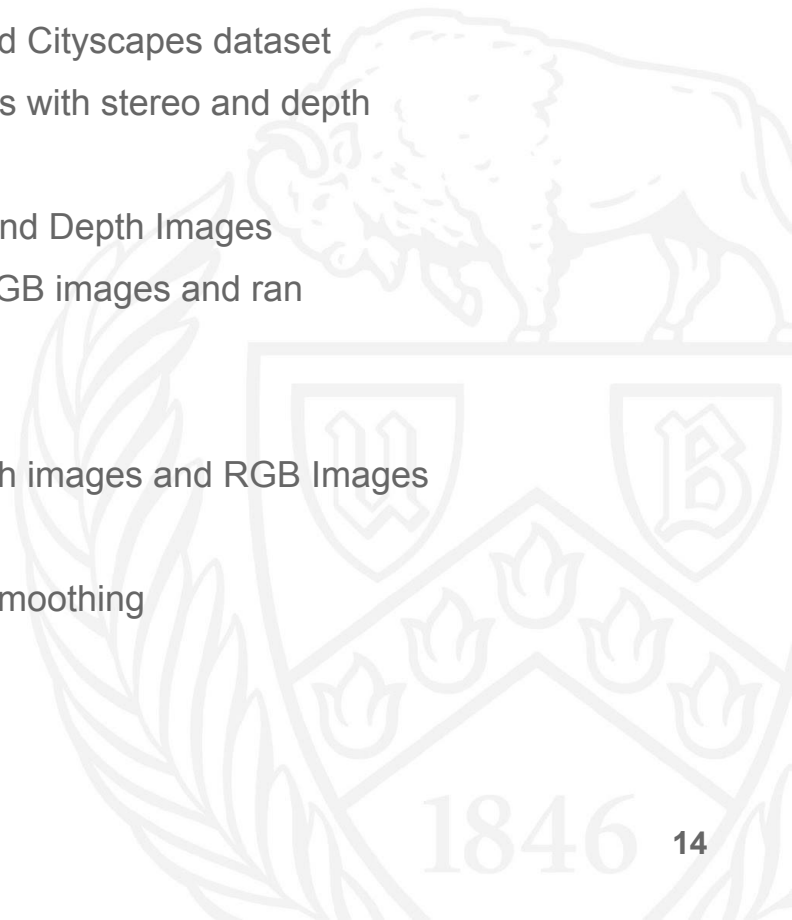 d Cityscapes dataset
s with stereo and depth
nd Depth Images
GB images and ran
h images and RGB Images
moothing
U B
1846
14